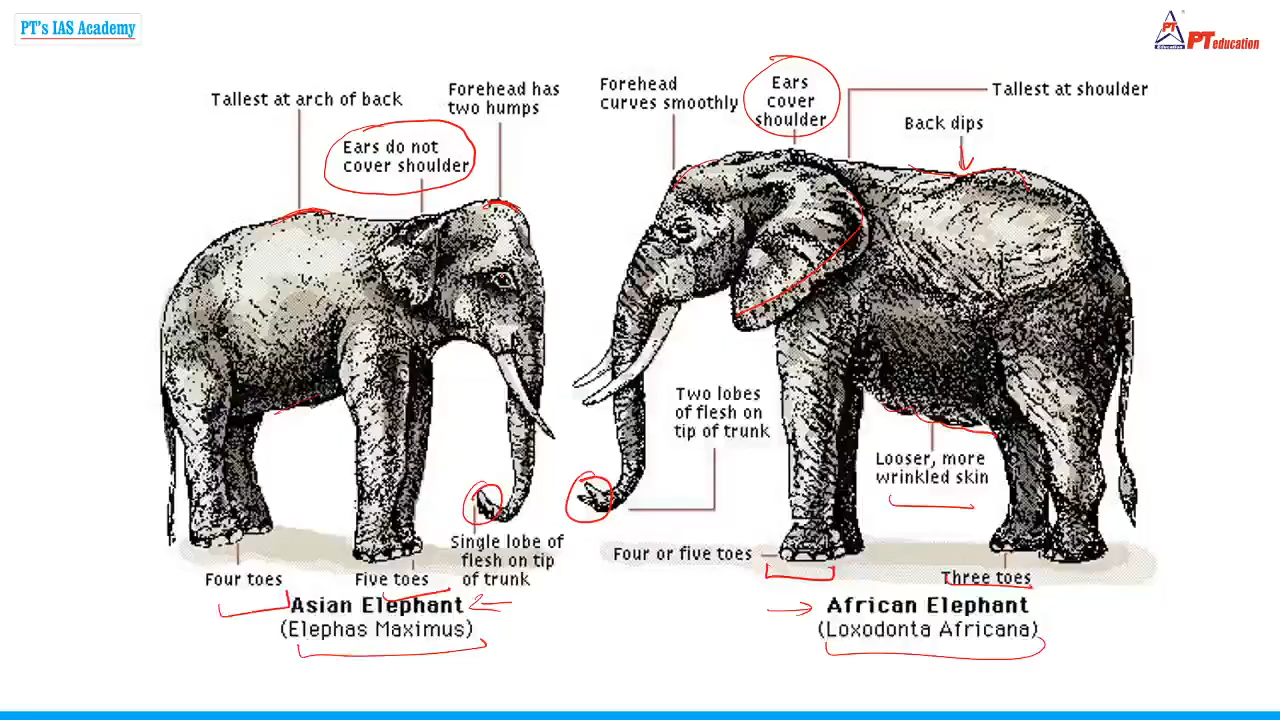 PT's IAS Academy
PT
Education
PT education
Tallest at arch of back
Forehead has
two humps
Ears do not
cover shoulder
Forehead
curves smoothly
Ears
cover
shoulder
Tallest at shoulder
Back dips
Two lobes
of flesh on
tip of trunk
Looser, more
wrinkled skin
Single lobe of
flesh on tip
of trunk
Four toes
Five toes
Four or five toes
Three toes
Asian Elephant
(Elephas Maximus)
African Elephant
(Loxodonta Africana)